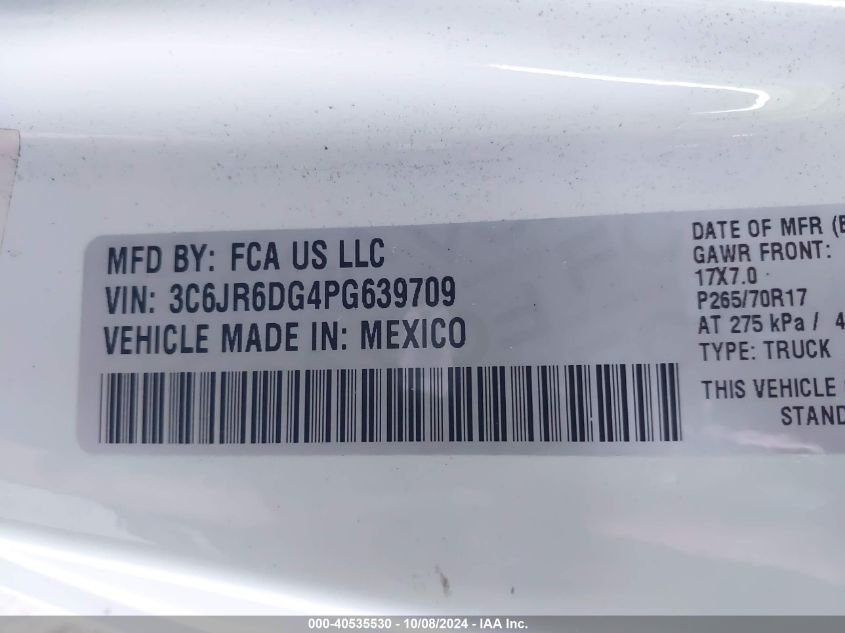 MFD BY: FCA US LLC
VIN: 3C6JR6DG4PG639709
VEHICLE MADE IN: MEXICO
DATE OF MFR (
GAWR FRONT:
17X7.0
P265/70R17
AT 275 kPa / 4
TYPE: TRUCK
THIS VEHICLE
STAND
000-40535530 - 10/08/2024 - IAA Inc.